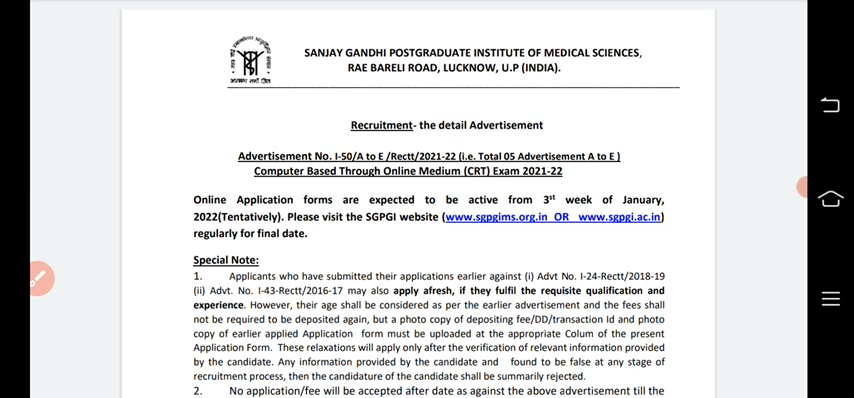 SANJAY GANDHI POSTGRADUATE INSTITUTE OF MEDICAL SCIENCES,
RAE BARELI ROAD, LUCKNOW, U.P (INDIA).
Recruitment- the detail Advertisement
Advertisement No. I-50/A to E /Rectt/2021-22 (i.e. Total 05 Advertisement A to E )
Computer Based Through Online Medium (CRT) Exam 2021-22
Online Application forms are expected to be active from 3rd week of January,
2022(Tentatively). Please visit the SGPGI website (www.sgpgims.org.in OR www.sgpgi.ac.in)
regularly for final date.
Special Note:
1. Applicants who have submitted their applications earlier against (i) Advt No. I-24-Rectt/2018-19
(ii) Advt. No. I-43-Rectt/2016-17 may also apply afresh, if they fulfil the requisite qualification and
experience. However, their age shall be considered as per the earlier advertisement and the fees shall
not be required to be deposited again, but a photo copy of depositing fee/DD/transaction Id and photo
copy of earlier applied Application form must be uploaded at the appropriate Colum of the present
Application Form. These relaxations will apply only after the verification of relevant information provided
by the candidate. Any information provided by the candidate and found to be false at any stage of
recruitment process, then the candidature of the candidate shall be summarily rejected.
2. No application/fee will be accepted after date as against the above advertisement till the